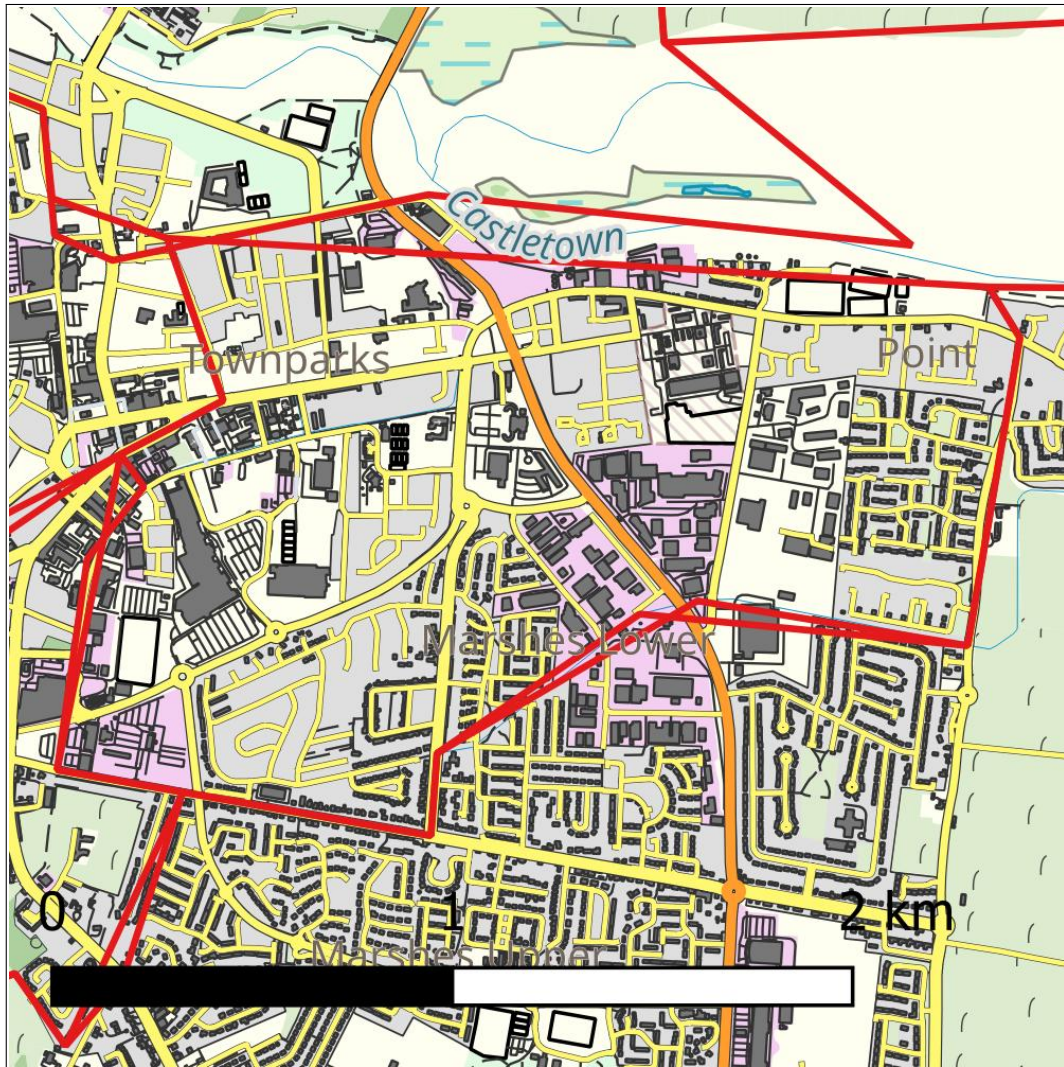 Castletown
Townparks
Point
Marshes Lower
0 1 2 km
Marshes Upper